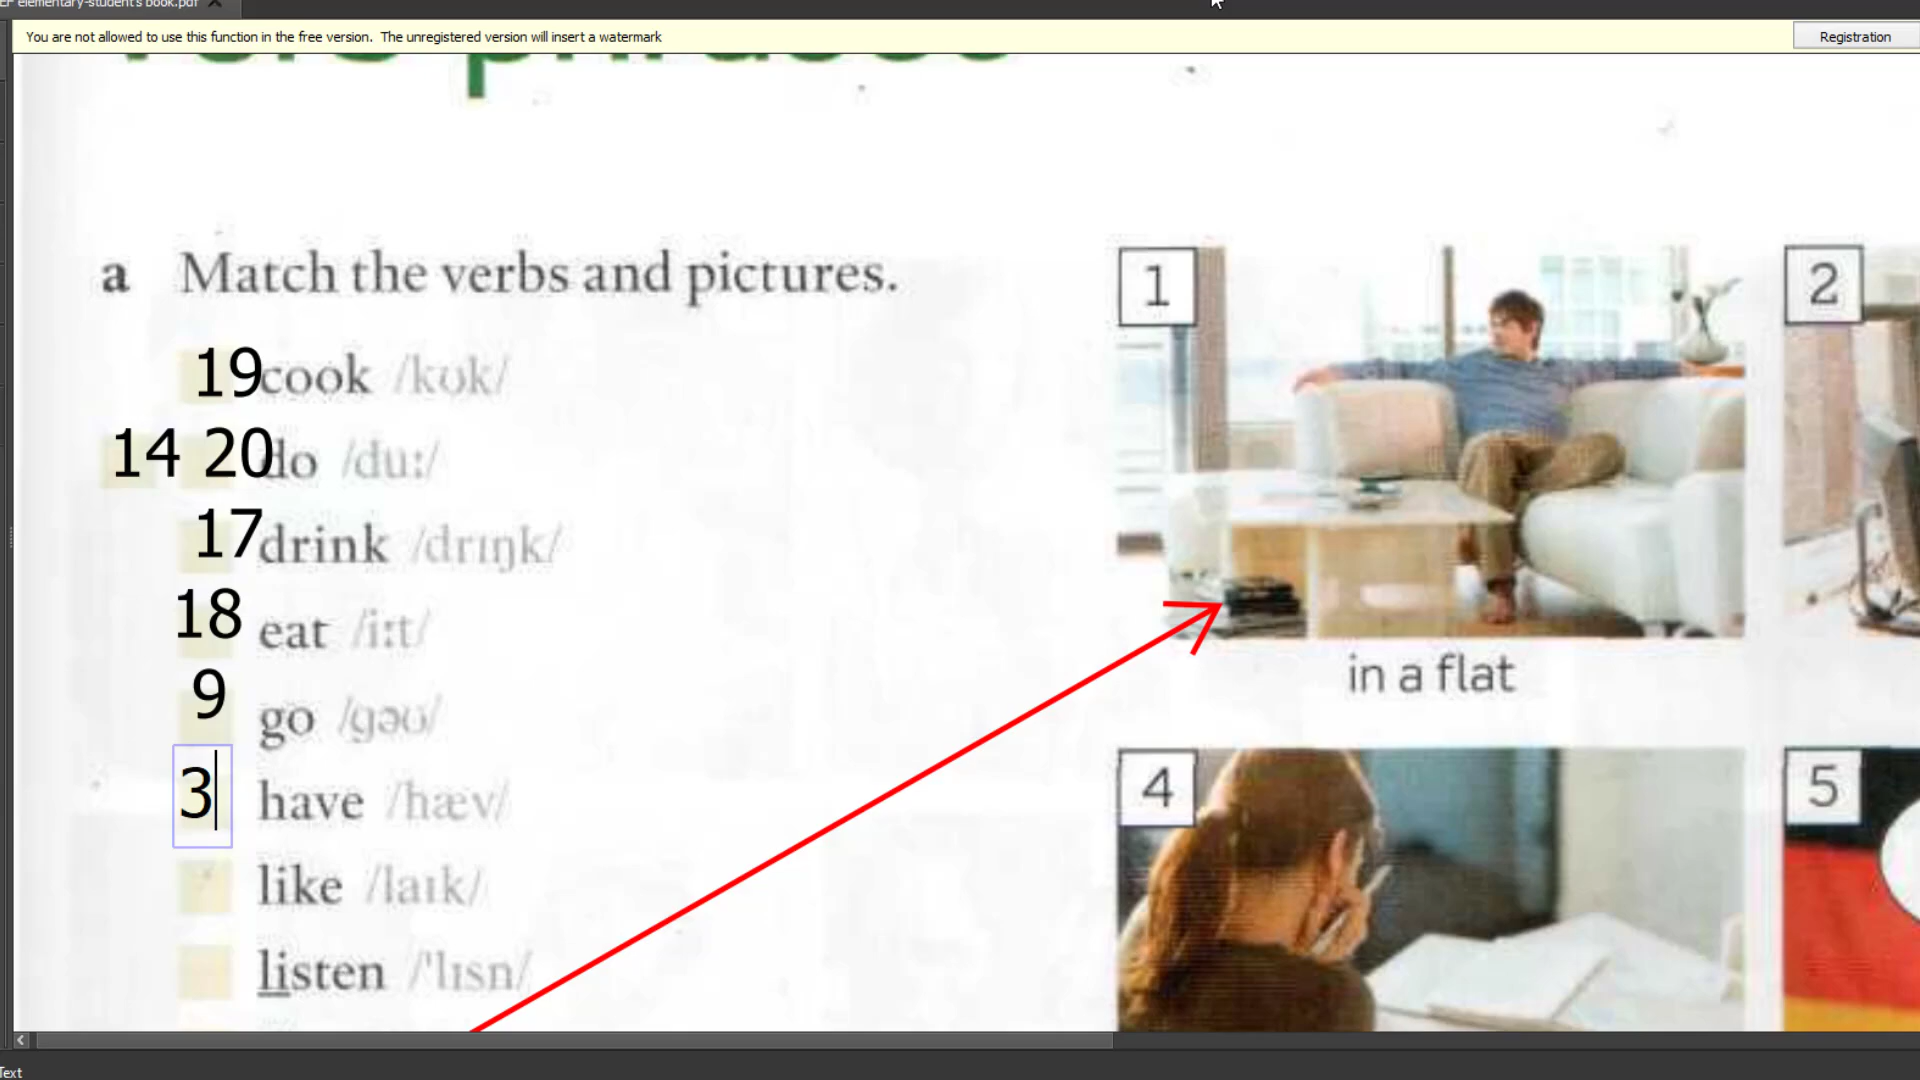 EF elementary-student's book.pdf
You are not allowed to use this function in the free version. The unregistered version will insert a watermark
Registration
a Match the verbs and pictures.
19 cook /kʊk/
14 20 do /duː/
17 drink /drɪŋk/
18 eat /iːt/
9 go /gəʊ/
3 have /hæv/
like /laɪk/
listen /ˈlɪsn/
1
2
in a flat
4
5
Text